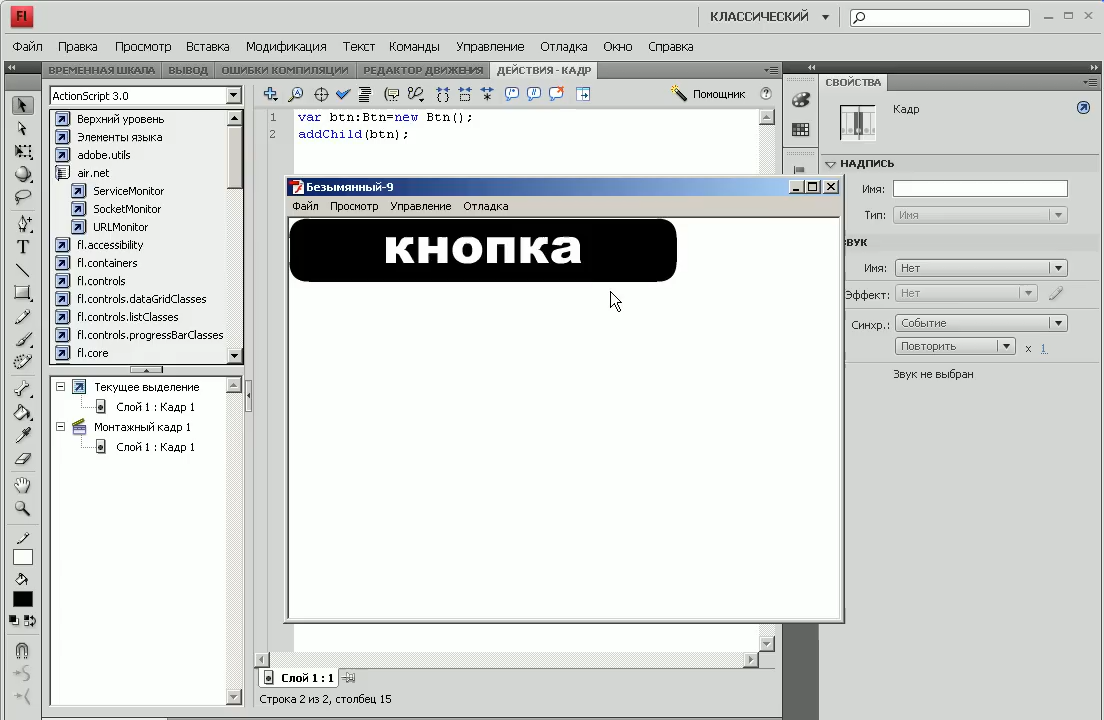 Fl
КЛАССИЧЕСКИЙ
Файл Правка Просмотр Вставка Модификация Текст Команды Управление Отладка Окно Справка
ВРЕМЕННАЯ ШКАЛА ВЫВОД ОШИБКИ КОМПИЛЯЦИИ РЕДАКТОР ДВИЖЕНИЯ ДЕЙСТВИЯ - КАДР
СВОЙСТВА
ActionScript 3.0
Помощник
Кадр
Верхний уровень
Элементы языка
adobe.utils
air.net
ServiceMonitor
SocketMonitor
URLMonitor
fl.accessibility
fl.containers
fl.controls
fl.controls.dataGridClasses
fl.controls.listClasses
fl.controls.progressBarClasses
fl.core
1 var btn:Btn=new Btn();
2 addChild(btn);
Безымянный-9
Файл Просмотр Управление Отладка
кнопка
НАДПИСЬ
Имя:
Тип: Имя
ЗВУК
Имя: Нет
Эффект: Нет
Синхр.: Событие
Повторить x 1
Звук не выбран
Текущее выделение
Слой 1 : Кадр 1
Монтажный кадр 1
Слой 1 : Кадр 1
Слой 1 : 1
Строка 2 из 2, столбец 15